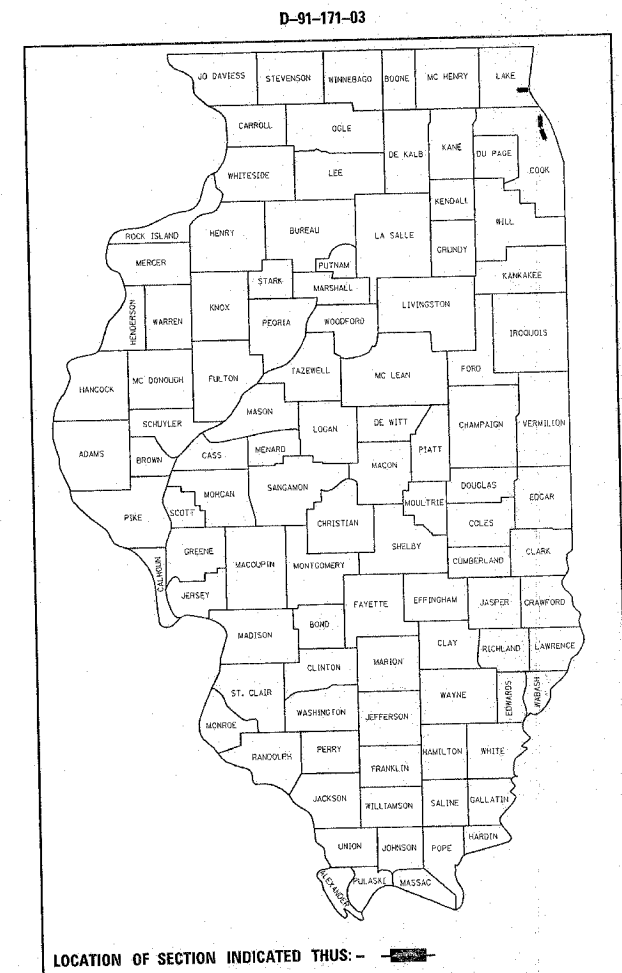 D-91-171-03
JO DAVIESS
STEVENSON
WINNEBAGO
BOONE
MC HENRY
LAKE
CARROLL
OGLE
DE KALB
KANE
DU PAGE
COOK
WHITESIDE
LEE
KENDALL
WILL
ROCK ISLAND
HENRY
BUREAU
LA SALLE
GRUNDY
MERCER
PUTNAM
STARK
MARSHALL
KANKAKEE
HENDERSON
WARREN
KNOX
PEORIA
WOODFORD
LIVINGSTON
IROQUOIS
HANCOCK
MC DONOUGH
FULTON
TAZEWELL
MC LEAN
FORD
MASON
SCHUYLER
LOGAN
DE WITT
CHAMPAIGN
VERMILION
ADAMS
BROWN
CASS
MENARD
MACON
PIATT
PIKE
SCOTT
MOHGAN
SANGAMON
MOULTRIE
DOUGLAS
EDGAR
CHRISTIAN
COLES
CALHOUN
GREENE
MACOUPIN
MONTGOMERY
SHELBY
CUMBERLAND
CLARK
JERSEY
FAYETTE
EFFINGHAM
JASPER
CRAWFORD
MADISON
BOND
CLAY
RICHLAND
LAWRENCE
CLINTON
MARION
ST. CLAIR
WAYNE
EDWARDS
WABASH
MONROE
WASHINGTON
JEFFERSON
RANDOLPH
PERRY
HAMILTON
WHITE
FRANKLIN
JACKSON
WILLIAMSON
SALINE
GALLATIN
HARDIN
UNION
JOHNSON
POPE
ALEXANDER
PULASKI
MASSAC
LOCATION OF SECTION INDICATED THUS: -